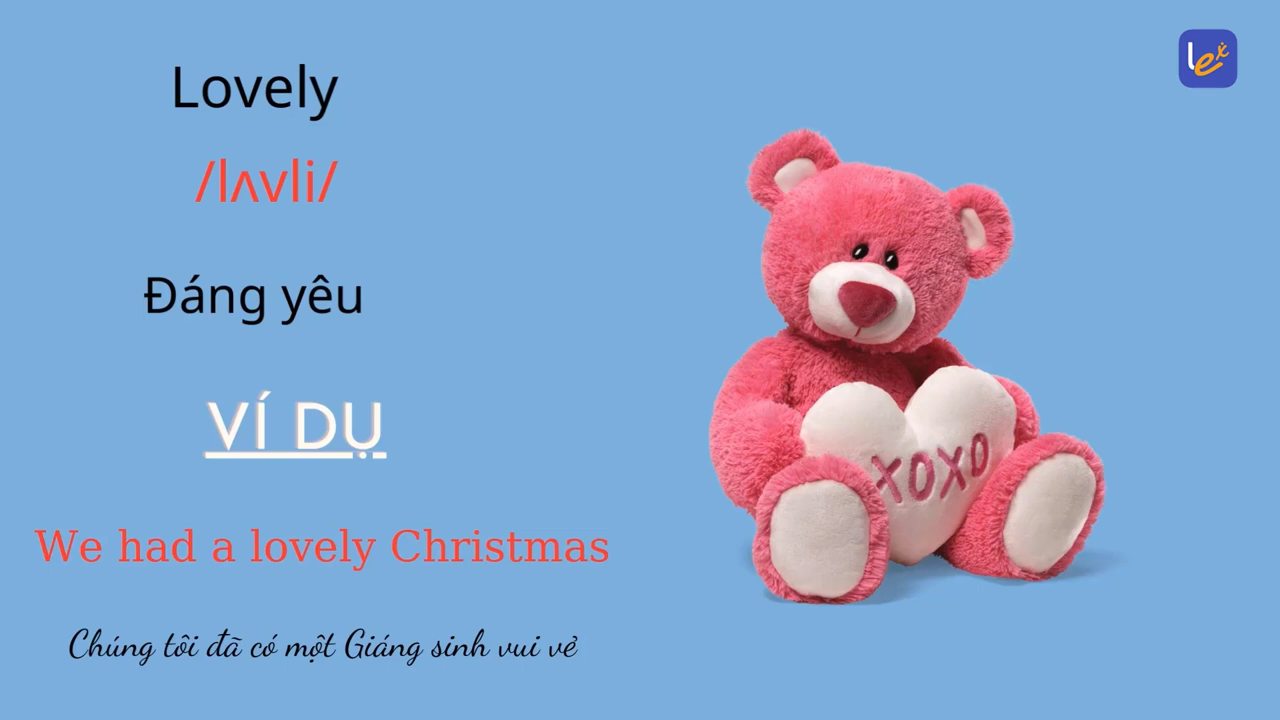 Lovely
/lʌvli/
Đáng yêu
VÍ DỤ
We had a lovely Christmas
Chúng tôi đã có một Giáng sinh vui vẻ
XOXO
lex